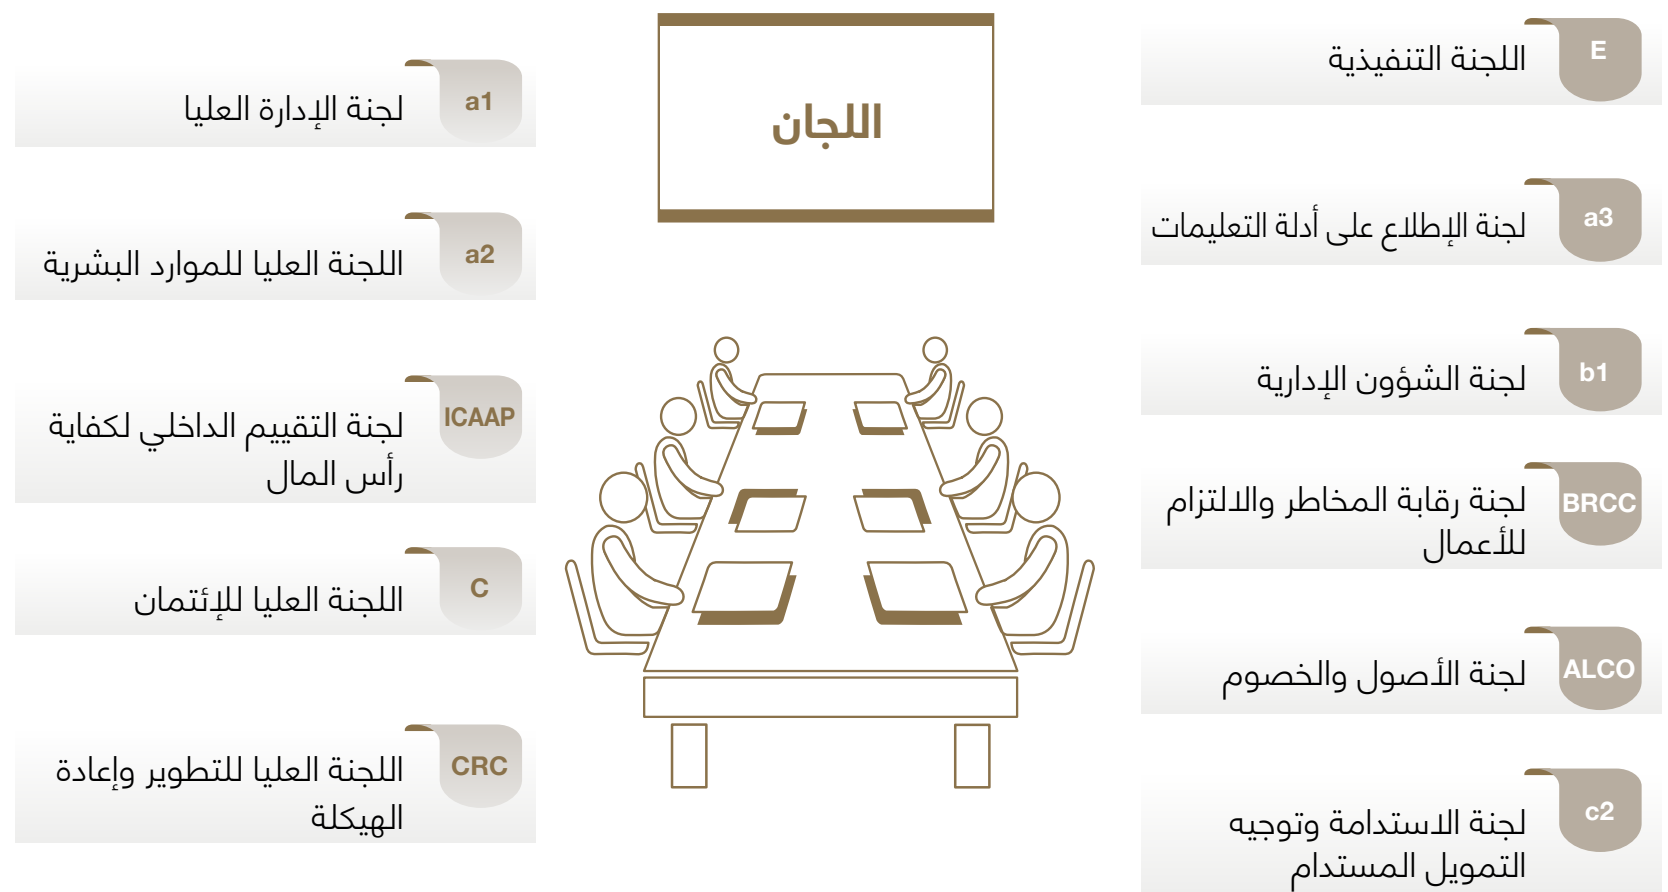 اللجان
E
اللجنة التنفيذية
a3
لجنة الإطلاع على أدلة التعليمات
b1
لجنة الشؤون الإدارية
BRCC
لجنة رقابة المخاطر والالتزام
للأعمال
ALCO
لجنة الأصول والخصوم
c2
لجنة الاستدامة وتوجيه
التمويل المستدام
a1
لجنة الإدارة العليا
a2
اللجنة العليا للموارد البشرية
ICAAP
لجنة التقييم الداخلي لكفاية
رأس المال
C
اللجنة العليا للإئتمان
CRC
اللجنة العليا للتطوير وإعادة
الهيكلة